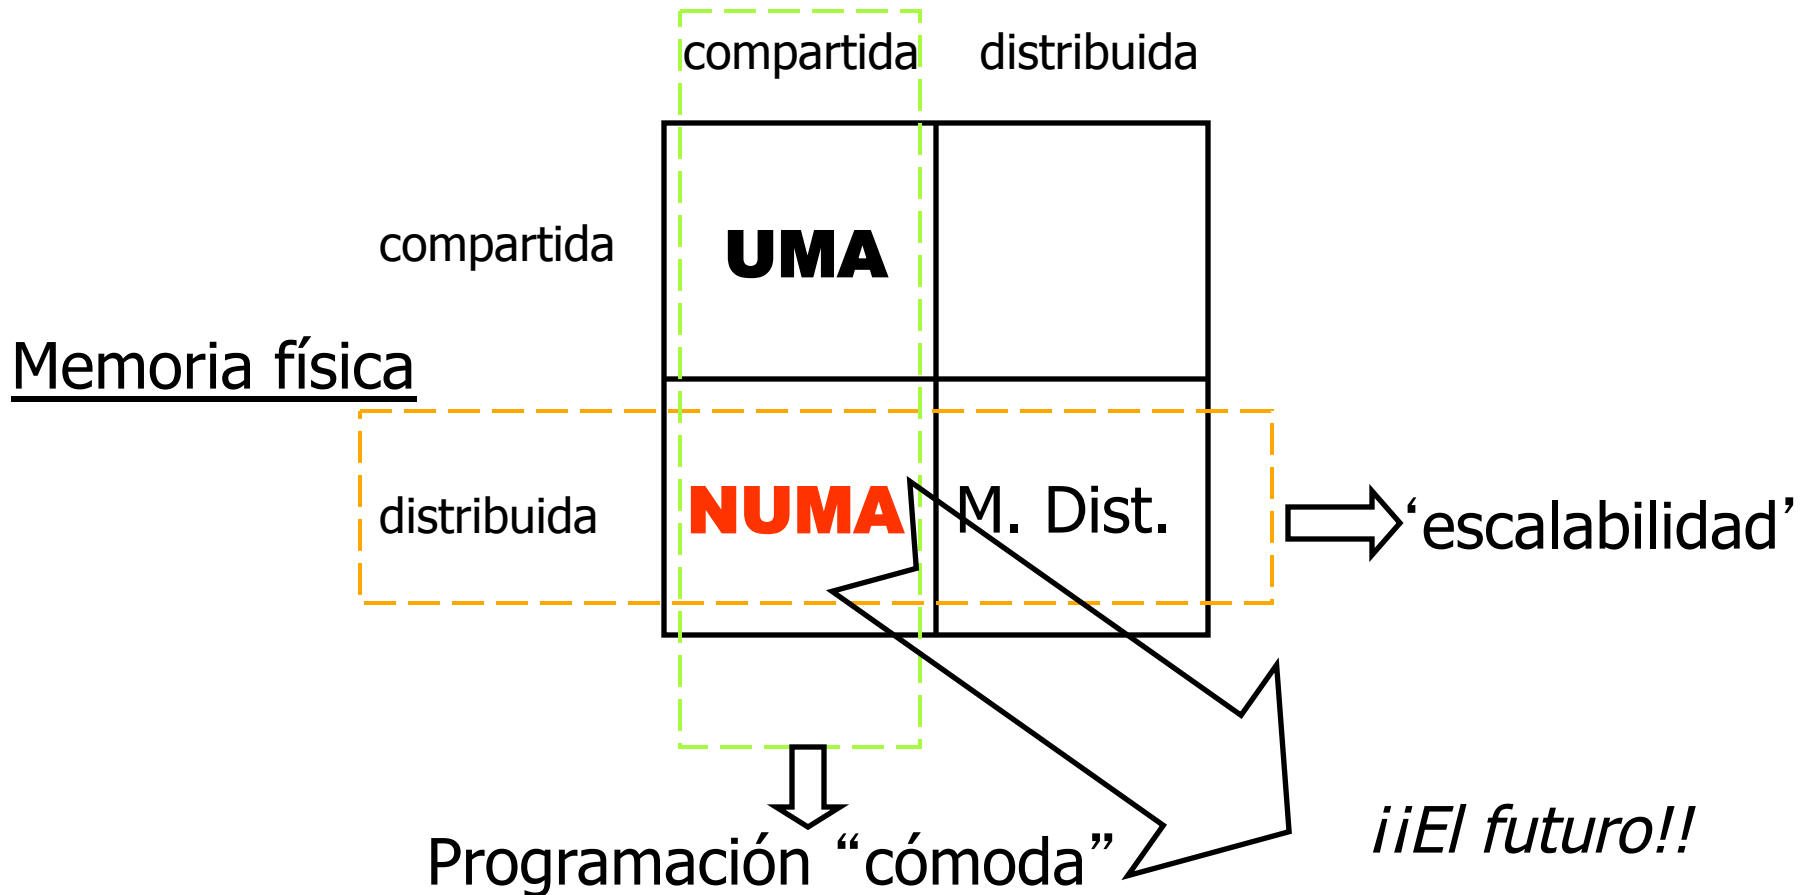 compartida distribuida
compartida UMA
Memoria física
distribuida NUMA M. Dist. ‘escalabilidad’
¡¡El futuro!!
Programación “cómoda”